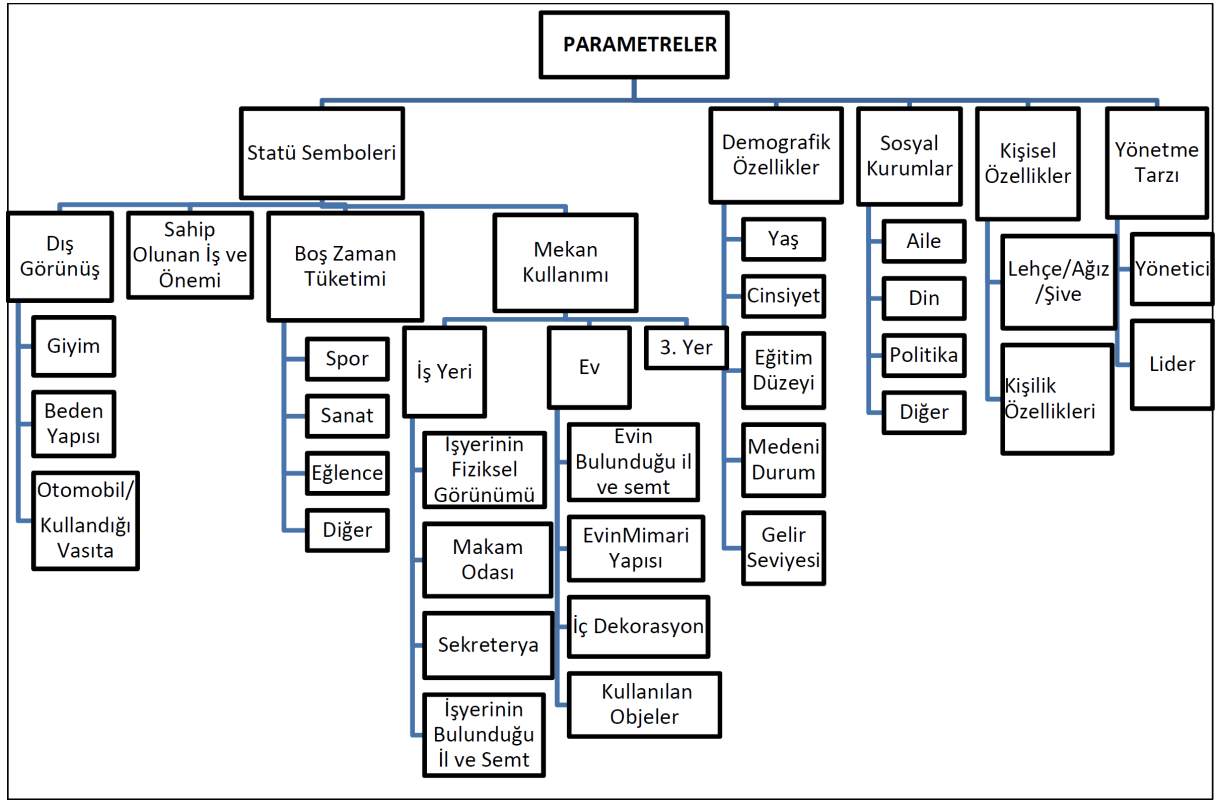 PARAMETRELER
Statü Semboleri
Demografik
Özellikler
Sosyal
Kurumlar
Kişisel
Özellikler
Yönetme
Tarzı
Dış
Görünüş
Sahip
Olunan İş ve
Önemi
Boş Zaman
Tüketimi
Mekan
Kullanımı
Giyim
Beden
Yapısı
Otomobil/
Kullandığı
Vasıta
Spor
Sanat
Eğlence
Diğer
İş Yeri
Ev
3. Yer
İşyerinin
Fiziksel
Görünümü
Makam
Odası
Sekreterya
İşyerinin
Bulunduğu
İl ve Semt
Evin
Bulunduğu il
ve semt
EvinMimari
Yapısı
İç Dekorasyon
Kullanılan
Objeler
Yaş
Cinsiyet
Eğitim
Düzeyi
Medeni
Durum
Gelir
Seviyesi
Aile
Din
Politika
Diğer
Lehçe/Ağız
/Şive
Kişilik
Özellikleri
Yönetici
Lider